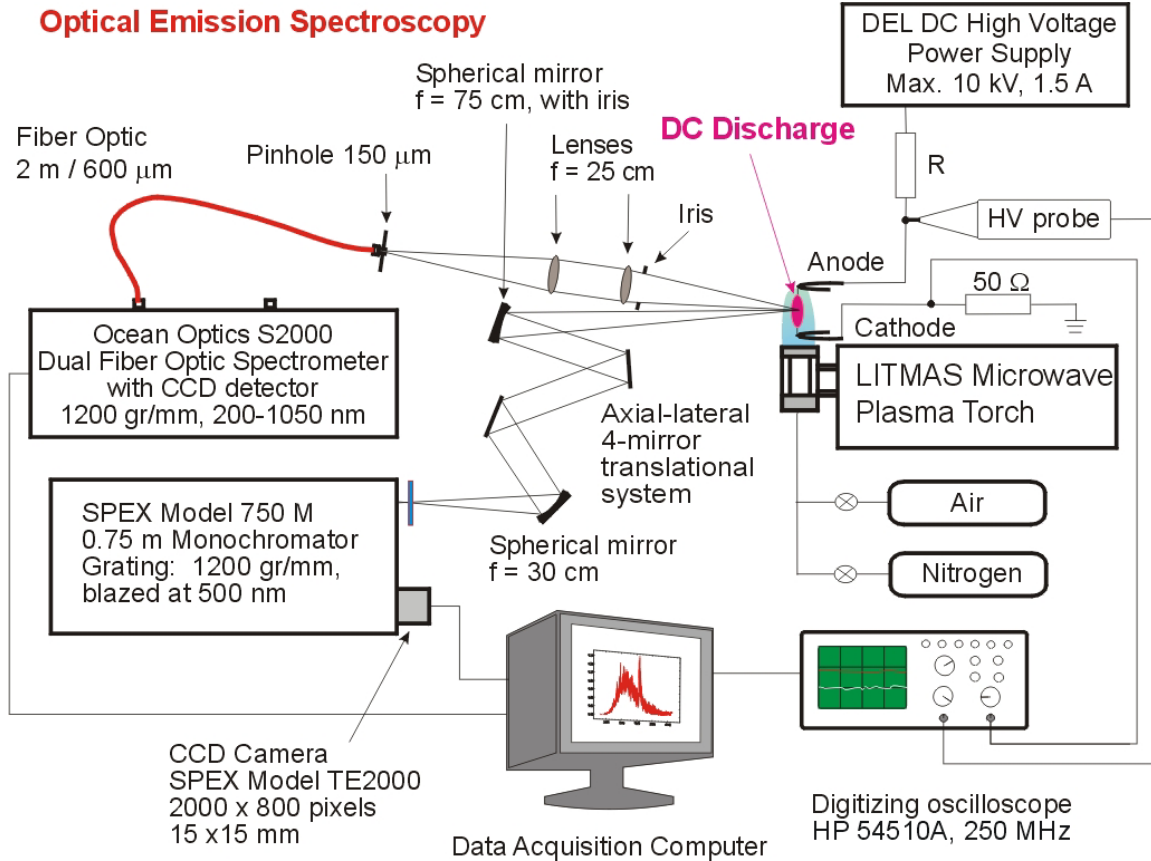 Optical Emission Spectroscopy
DEL DC High Voltage
Power Supply
Max. 10 kV, 1.5 A
Spherical mirror
f = 75 cm, with iris
DC Discharge
Fiber Optic
2 m / 600 μm
Pinhole 150 μm
Lenses
f = 25 cm
R
Iris
HV probe
Anode
50 Ω
Cathode
Ocean Optics S2000
Dual Fiber Optic Spectrometer
with CCD detector
1200 gr/mm, 200-1050 nm
LITMAS Microwave
Plasma Torch
Axial-lateral
4-mirror
translational
system
SPEX Model 750 M
0.75 m Monochromator
Grating:  1200 gr/mm,
blazed at 500 nm
Air
Spherical mirror
f = 30 cm
Nitrogen
CCD Camera
SPEX Model TE2000
2000 x 800 pixels
15 x15 mm
Data Acquisition Computer
Digitizing oscilloscope
HP 54510A, 250 MHz